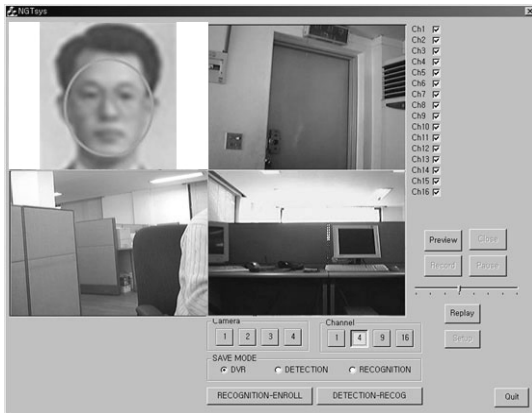 NGTsys
Ch1
Ch2
Ch3
Ch4
Ch5
Ch6
Ch7
Ch8
Ch9
Ch10
Ch11
Ch12
Ch13
Ch14
Ch15
Ch16
Preview Close
Record Pause
Replay
Setup
Camera
1 2 3 4
Channel
1 4 9 16
SAVE MODE
DVR DETECTION RECOGNITION
RECOGNITION-ENROLL DETECTION-RECOG
Quit